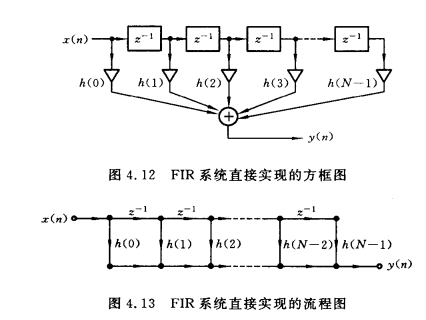 x(n) z⁻¹ z⁻¹ z⁻¹ z⁻¹
h(0) h(1) h(2) h(3) h(N−1)
+
y(n)
图 4.12 FIR 系统直接实现的方框图
x(n) z⁻¹ z⁻¹ z⁻¹
h(0) h(1) h(2) h(N−2) h(N−1)
y(n)
图 4.13 FIR 系统直接实现的流程图